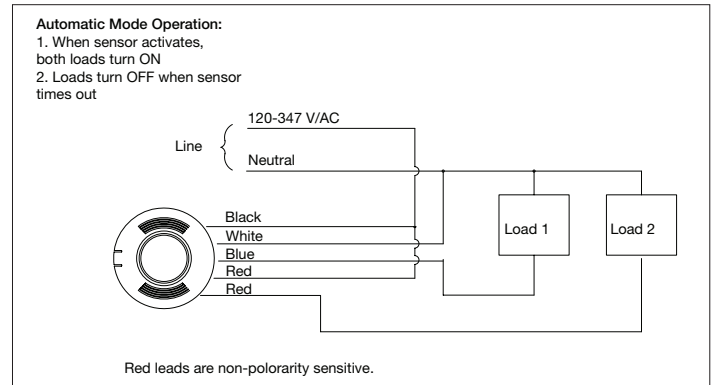 Automatic Mode Operation:
1. When sensor activates,
both loads turn ON
2. Loads turn OFF when sensor
times out
120-347 V/AC
Line
Neutral
Black
White
Blue
Red
Red
Load 1
Load 2
Red leads are non-polorarity sensitive.